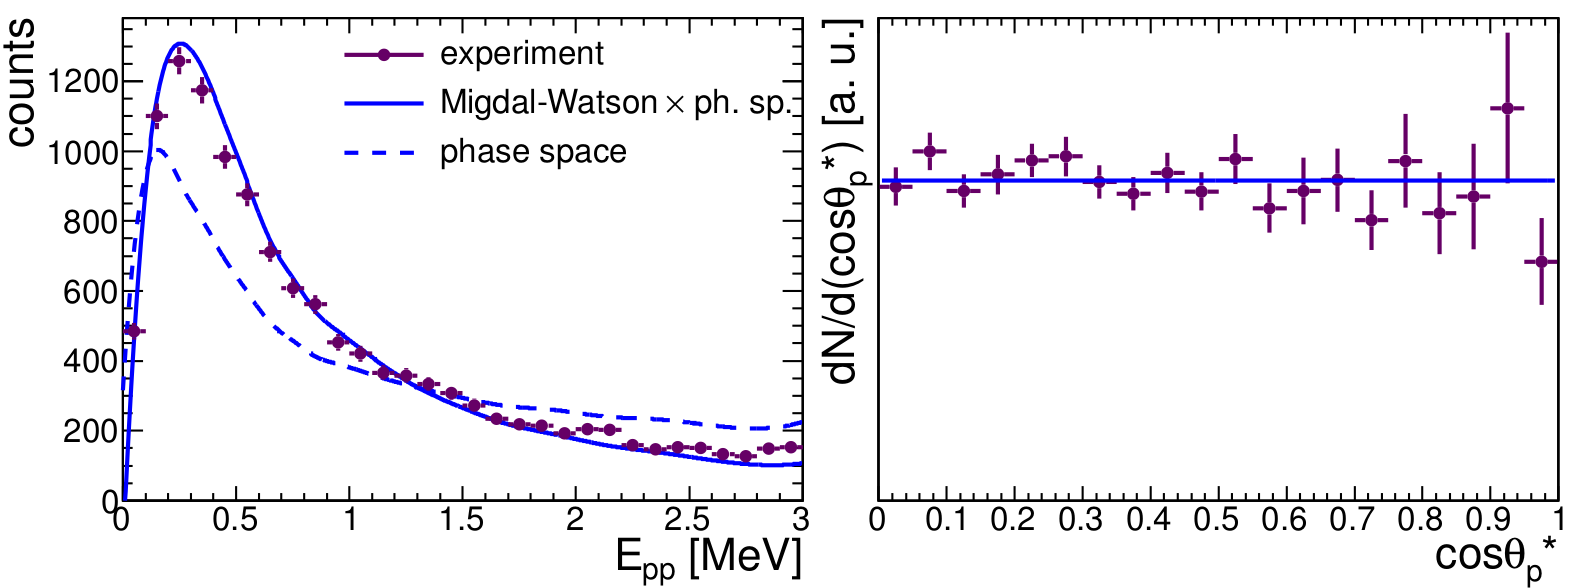 counts
1200
1000
800
600
400
200
0
0 0.5 1 1.5 2 2.5 3
E_pp [MeV]
experiment
Migdal-Watson × ph. sp.
phase space
dN/d(cosθ_p*) [a. u.]
0 0.1 0.2 0.3 0.4 0.5 0.6 0.7 0.8 0.9 1
cosθ_p*